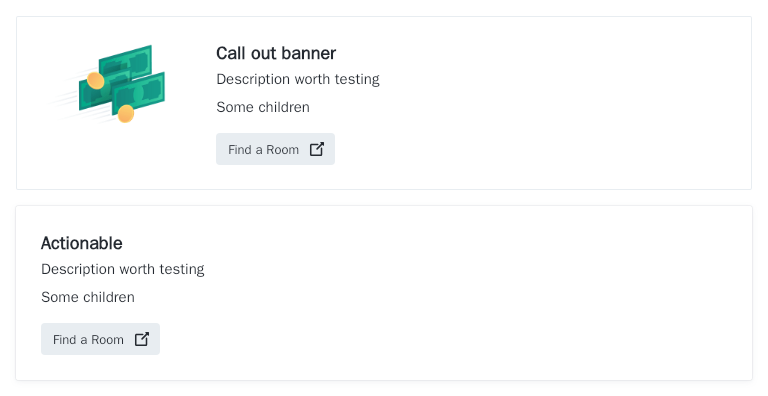 Call out banner
Description worth testing
Some children
Find a Room
Actionable
Description worth testing
Some children
Find a Room